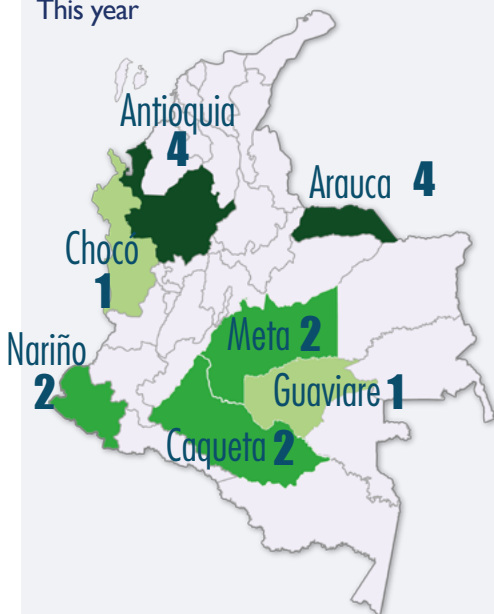 This year
Antioquia
4
Arauca 4
Chocó
1
Meta 2
Nariño
2
Guaviare 1
Caqueta 2